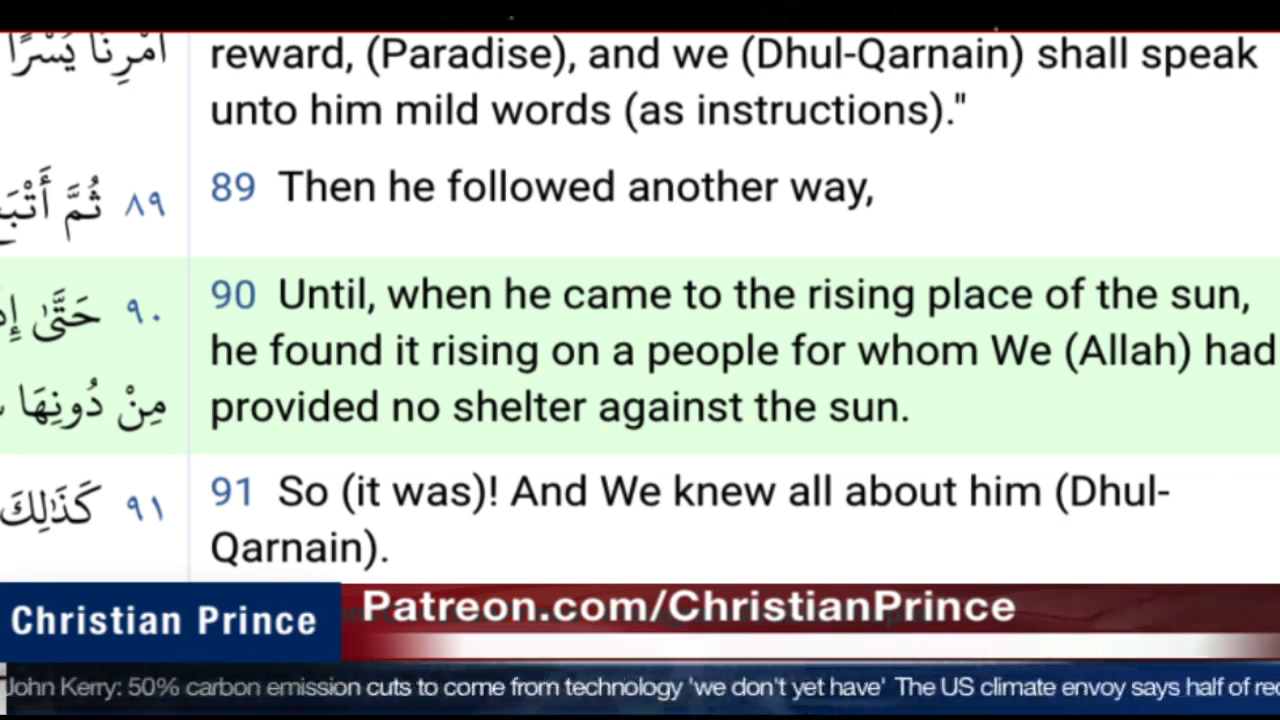 أَمْرِنَا يُسْرًا
reward, (Paradise), and we (Dhul-Qarnain) shall speak
unto him mild words (as instructions)."
٨٩ ثُمَّ أَتْبَعَ
89 Then he followed another way,
٩٠ حَتَّىٰ
مِنْ دُونِهَا
90 Until, when he came to the rising place of the sun,
he found it rising on a people for whom We (Allah) had
provided no shelter against the sun.
٩١ كَذَٰلِكَ
91 So (it was)! And We knew all about him (Dhul-
Qarnain).
Christian Prince
Patreon.com/ChristianPrince
John Kerry: 50% carbon emission cuts to come from technology 'we don't yet have' The US climate envoy says half of